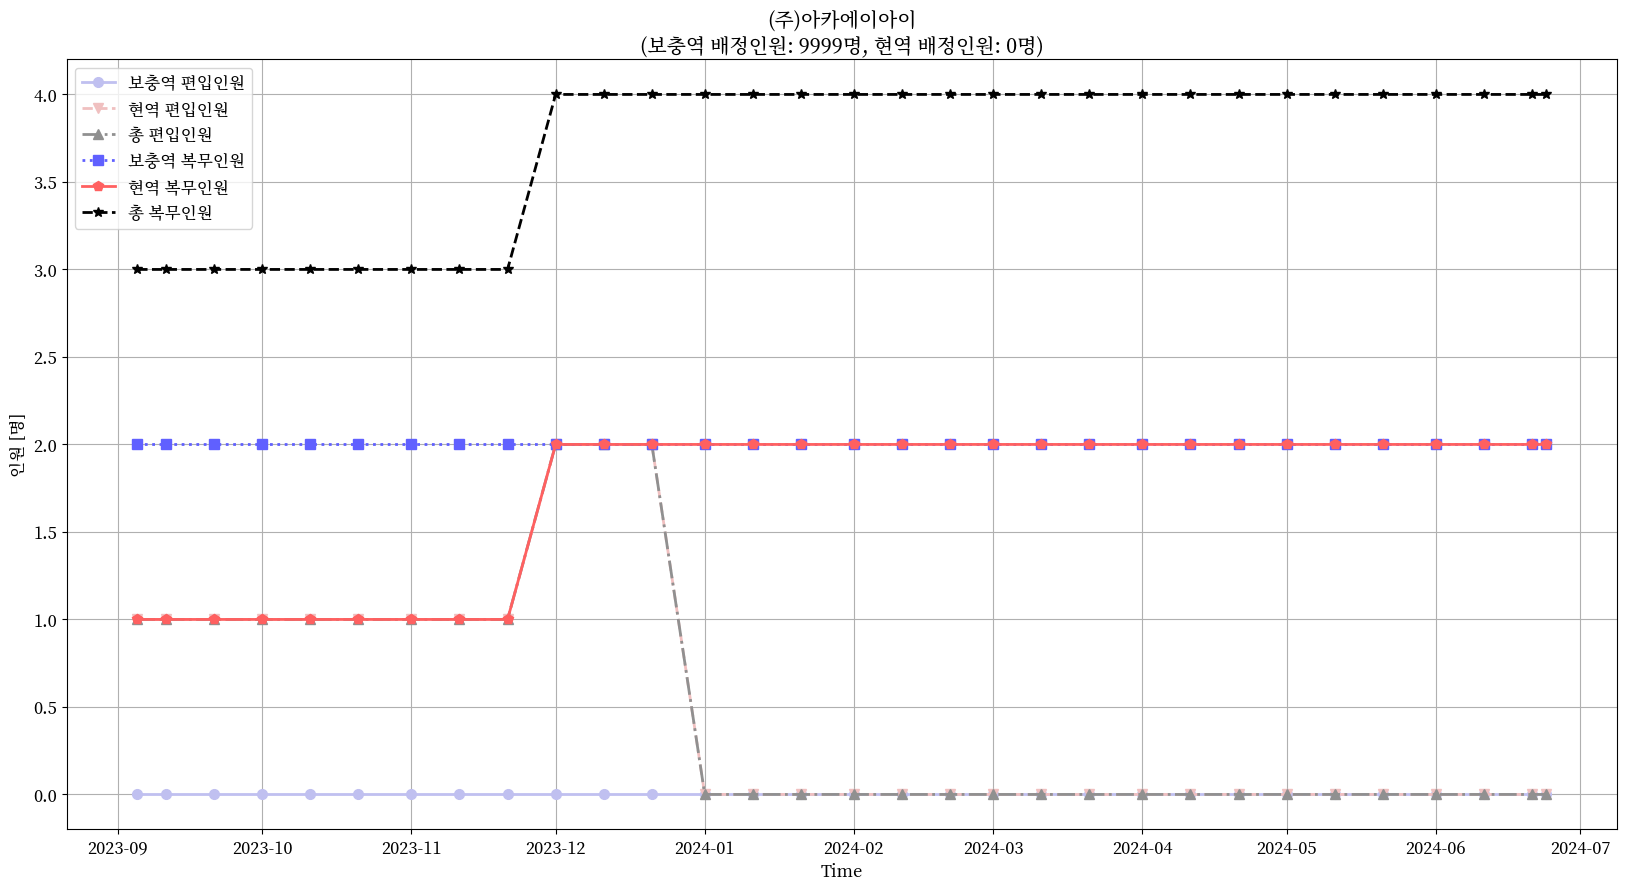 (주)아카에이아이
(보충역 배정인원: 9999명, 현역 배정인원: 0명)
보충역 편입인원
현역 편입인원
총 편입인원
보충역 복무인원
현역 복무인원
총 복무인원
인원 [명]
4.0
3.5
3.0
2.5
2.0
1.5
1.0
0.5
0.0
2023-09 2023-10 2023-11 2023-12 2024-01 2024-02 2024-03 2024-04 2024-05 2024-06 2024-07
Time